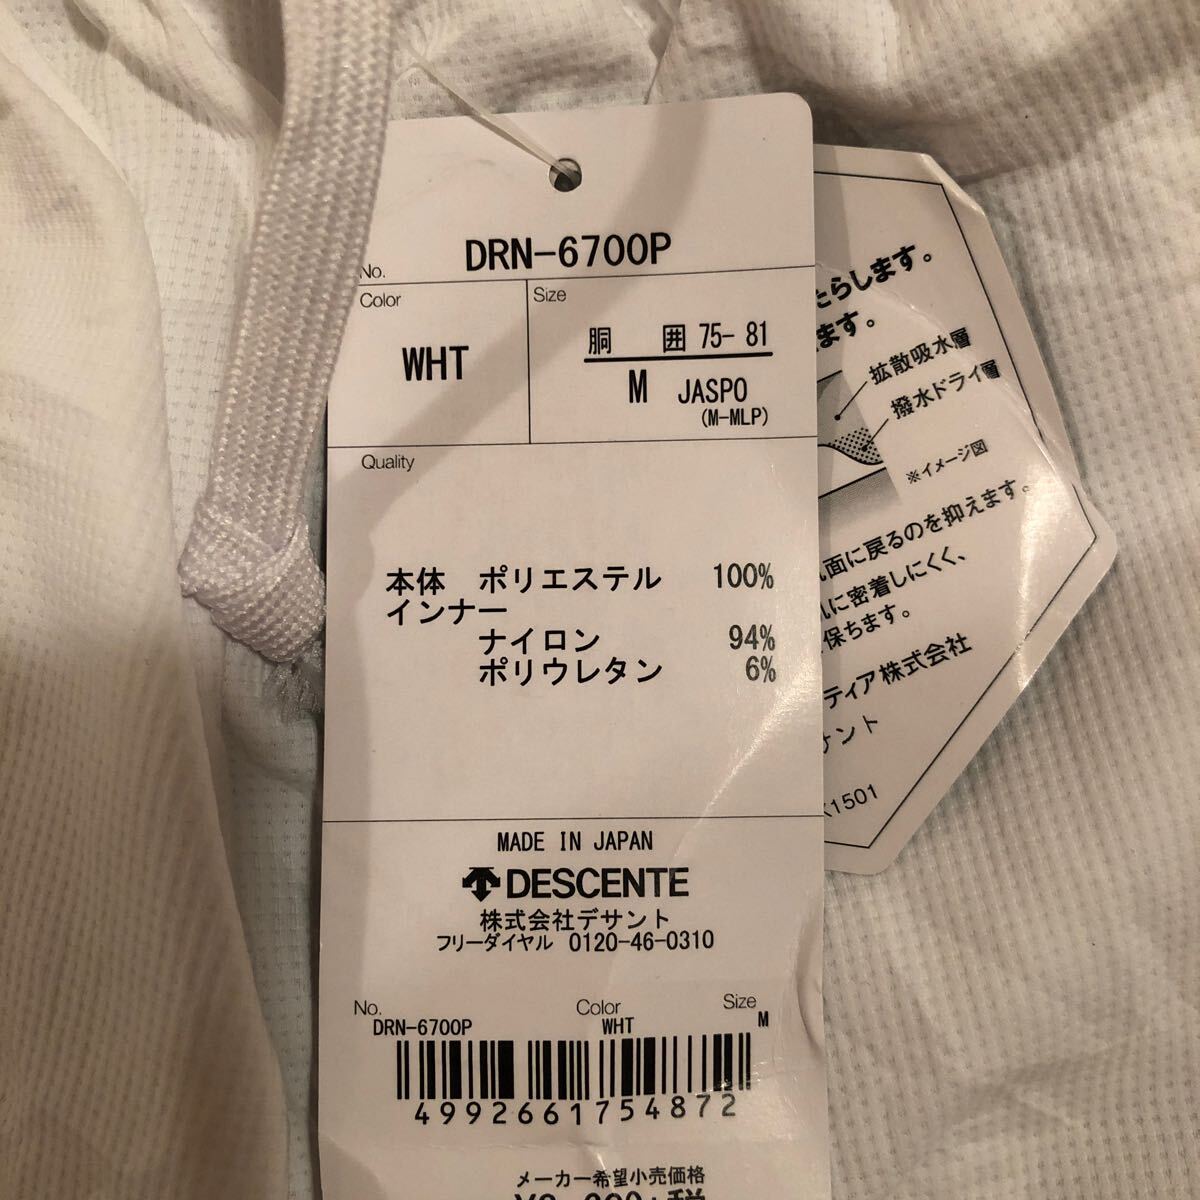 No. DRN-6700P
Color
WHT
Size
胴 囲 75- 81
M JASPO
(M-MLP)
Quality
本体 ポリエステル 100%
インナー
ナイロン 94%
ポリウレタン 6%
MADE IN JAPAN
DESCENTE
株式会社デサント
フリーダイヤル 0120-46-0310
No. Color Size
DRN-6700P WHT M
4992661754872
メーカー希望小売価格
たらします。
ます。
拡散吸水層
撥水ドライ層
※イメージ図
面に戻るのを抑えます。
に密着しにくく、
保ちます。
ティア株式会社
サント
1501